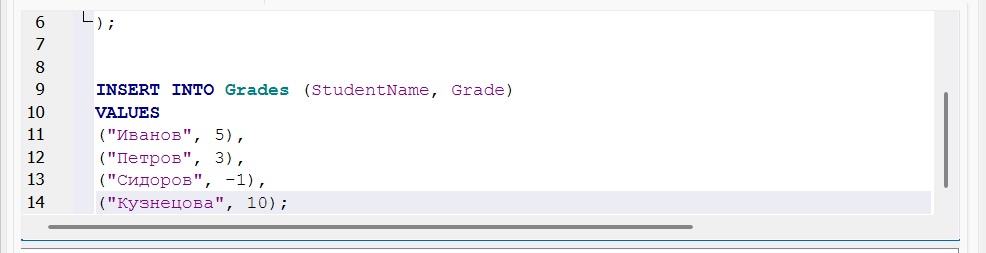 6 );
7
8
9 INSERT INTO Grades (StudentName, Grade)
10 VALUES
11 ("Иванов", 5),
12 ("Петров", 3),
13 ("Сидоров", -1),
14 ("Кузнецова", 10);